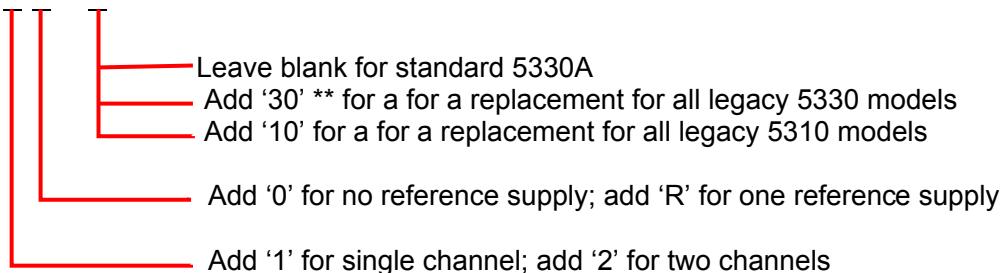 Leave blank for standard 5330A
Add ‘30’ ** for a for a replacement for all legacy 5330 models
Add ‘10’ for a for a replacement for all legacy 5310 models
Add ‘0’ for no reference supply; add ‘R’ for one reference supply
Add ‘1’ for single channel; add ‘2’ for two channels